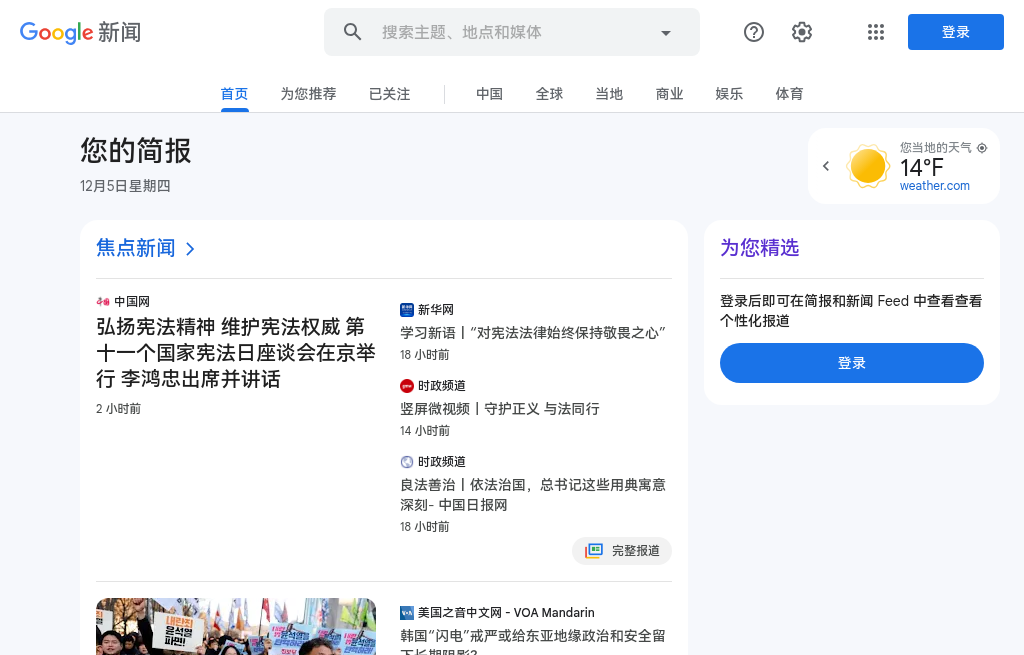 Google 新闻
搜索主题、地点和媒体
登录
首页
为您推荐
已关注
中国
全球
当地
商业
娱乐
体育
您的简报
12月5日星期四
您当地的天气
14°F
weather.com
焦点新闻
中国网
弘扬宪法精神 维护宪法权威 第
十一个国家宪法日座谈会在京举
行 李鸿忠出席并讲话
2 小时前
新华网
学习新语丨“对宪法法律始终保持敬畏之心”
18 小时前
时政频道
竖屏微视频丨守护正义 与法同行
14 小时前
时政频道
良法善治丨依法治国，总书记这些用典寓意
深刻- 中国日报网
18 小时前
完整报道
为您精选
登录后即可在简报和新闻 Feed 中查看查看
个性化报道
登录
내란죄
윤석열
파면!
美国之音中文网 - VOA Mandarin
韩国“闪电”戒严或给东亚地缘政治和安全留
下长期阴影?